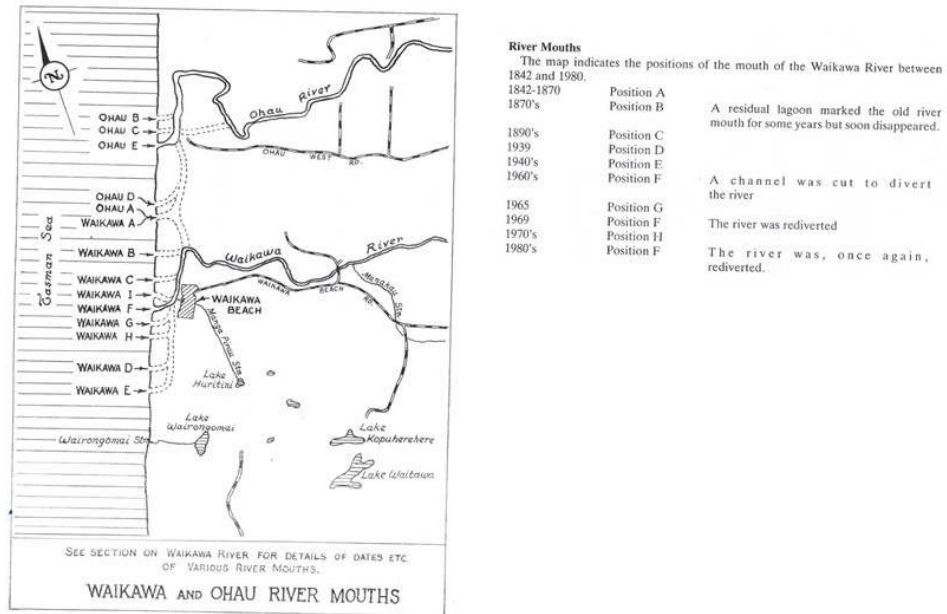 N
OHAU B
OHAU C
OHAU E
Ohau River
OHAU WEST RD.
OHAU D
OHAU A
WAIKAWA A
Tasman Sea
WAIKAWA B
Waikawa River
WAIKAWA C
WAIKAWA I
WAIKAWA F
WAIKAWA G
WAIKAWA H
WAIKAWA BEACH RD.
Manakau Stm.
WAIKAWA
BEACH
Manga Pirau Stm.
WAIKAWA D
WAIKAWA E
Lake
Huritini
Lake
Wairongomai
Wairongomai Stm
Lake
Kopuherehere
Lake Waitawa
SEE SECTION ON WAIKAWA RIVER FOR DETAILS OF DATES ETC.
OF VARIOUS RIVER MOUTHS.
WAIKAWA AND OHAU RIVER MOUTHS
River Mouths
The map indicates the positions of the mouth of the Waikawa River between
1842 and 1980.
1842-1870 Position A
1870's Position B A residual lagoon marked the old river
mouth for some years but soon disappeared.
1890's Position C
1939 Position D
1940's Position E
1960's Position F A channel was cut to divert
the river
1965 Position G
1969 Position F The river was rediverted
1970's Position H
1980's Position F The river was, once again,
rediverted.